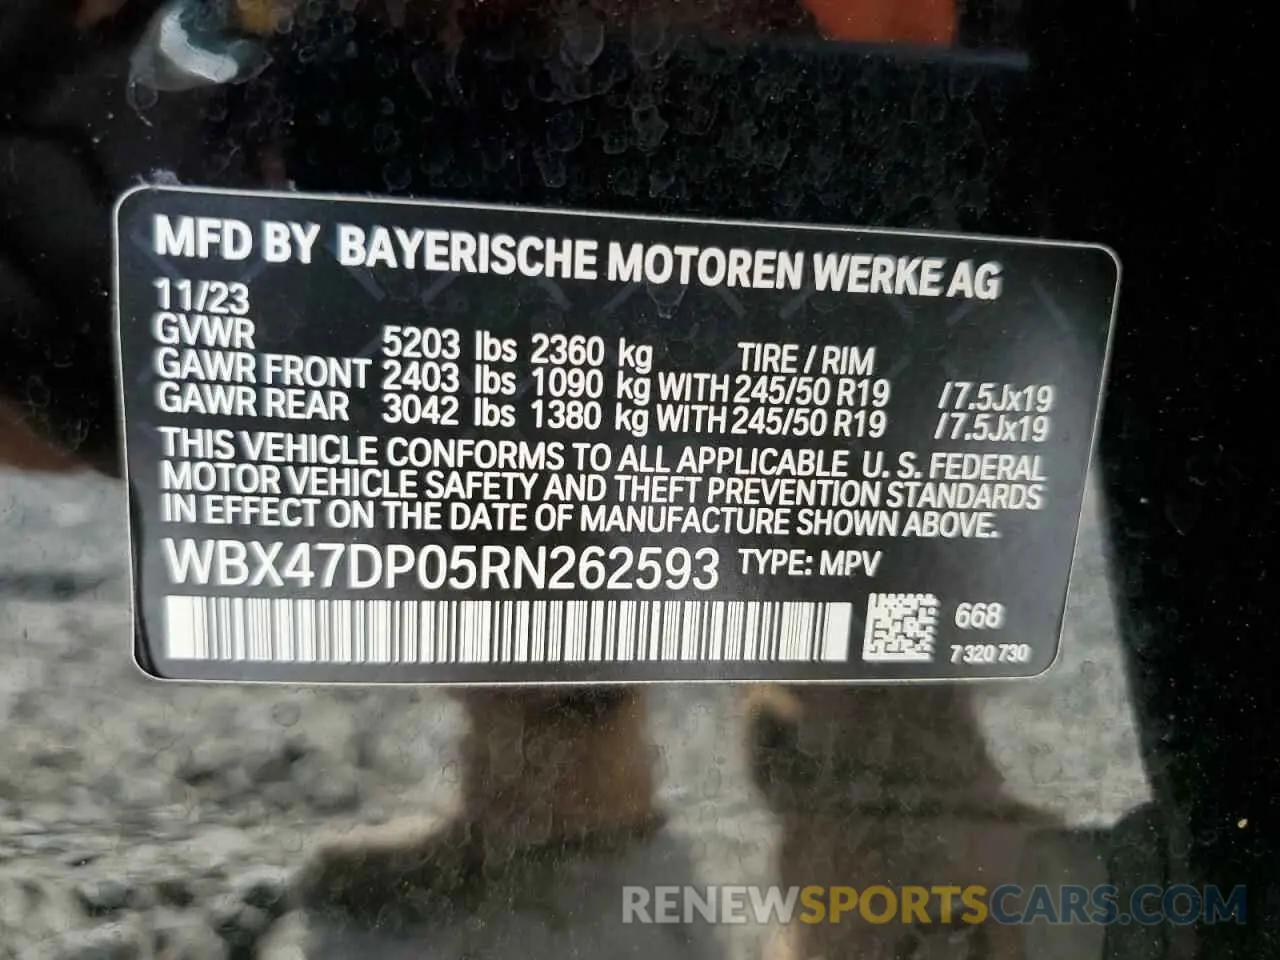 MFD BY BAYERISCHE MOTOREN WERKE AG
11/23
GVWR 5203 lbs 2360 kg TIRE / RIM
GAWR FRONT 2403 lbs 1090 kg WITH 245/50 R19 /7.5Jx19
GAWR REAR 3042 lbs 1380 kg WITH 245/50 R19 /7.5Jx19
THIS VEHICLE CONFORMS TO ALL APPLICABLE U. S. FEDERAL
MOTOR VEHICLE SAFETY AND THEFT PREVENTION STANDARDS
IN EFFECT ON THE DATE OF MANUFACTURE SHOWN ABOVE.
WBX47DP05RN262593 TYPE: MPV
668
7 320 730
RENEWSPORTSCARS.COM